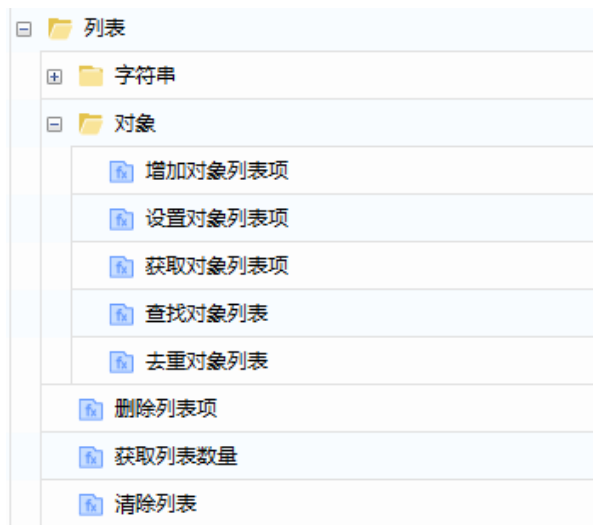 列表
字符串
对象
增加对象列表项
设置对象列表项
获取对象列表项
查找对象列表
去重对象列表
删除列表项
获取列表数量
清除列表